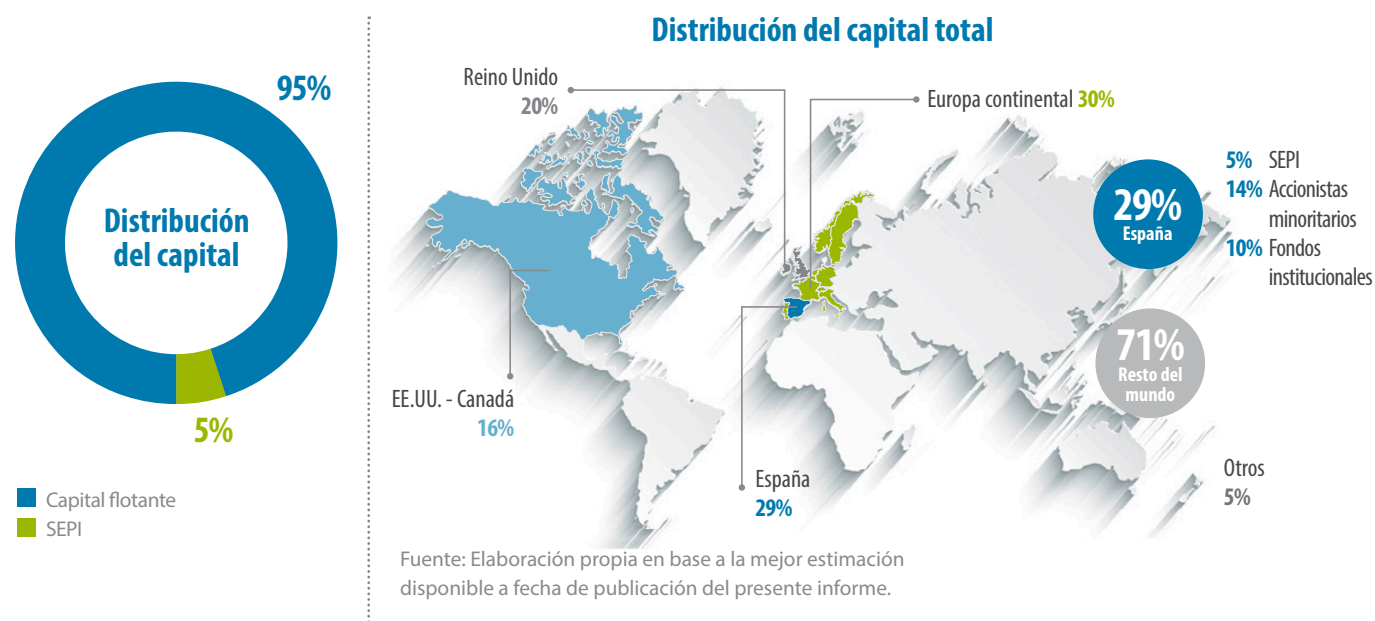 95%
Distribución
del capital
5%
Capital flotante
SEPI
Distribución del capital total
Reino Unido
20%
Europa continental 30%
29%
España
5% SEPI
14% Accionistas
minoritarios
10% Fondos
institucionales
71%
Resto del
mundo
EE.UU. - Canadá
16%
España
29%
Otros
5%
Fuente: Elaboración propia en base a la mejor estimación
disponible a fecha de publicación del presente informe.